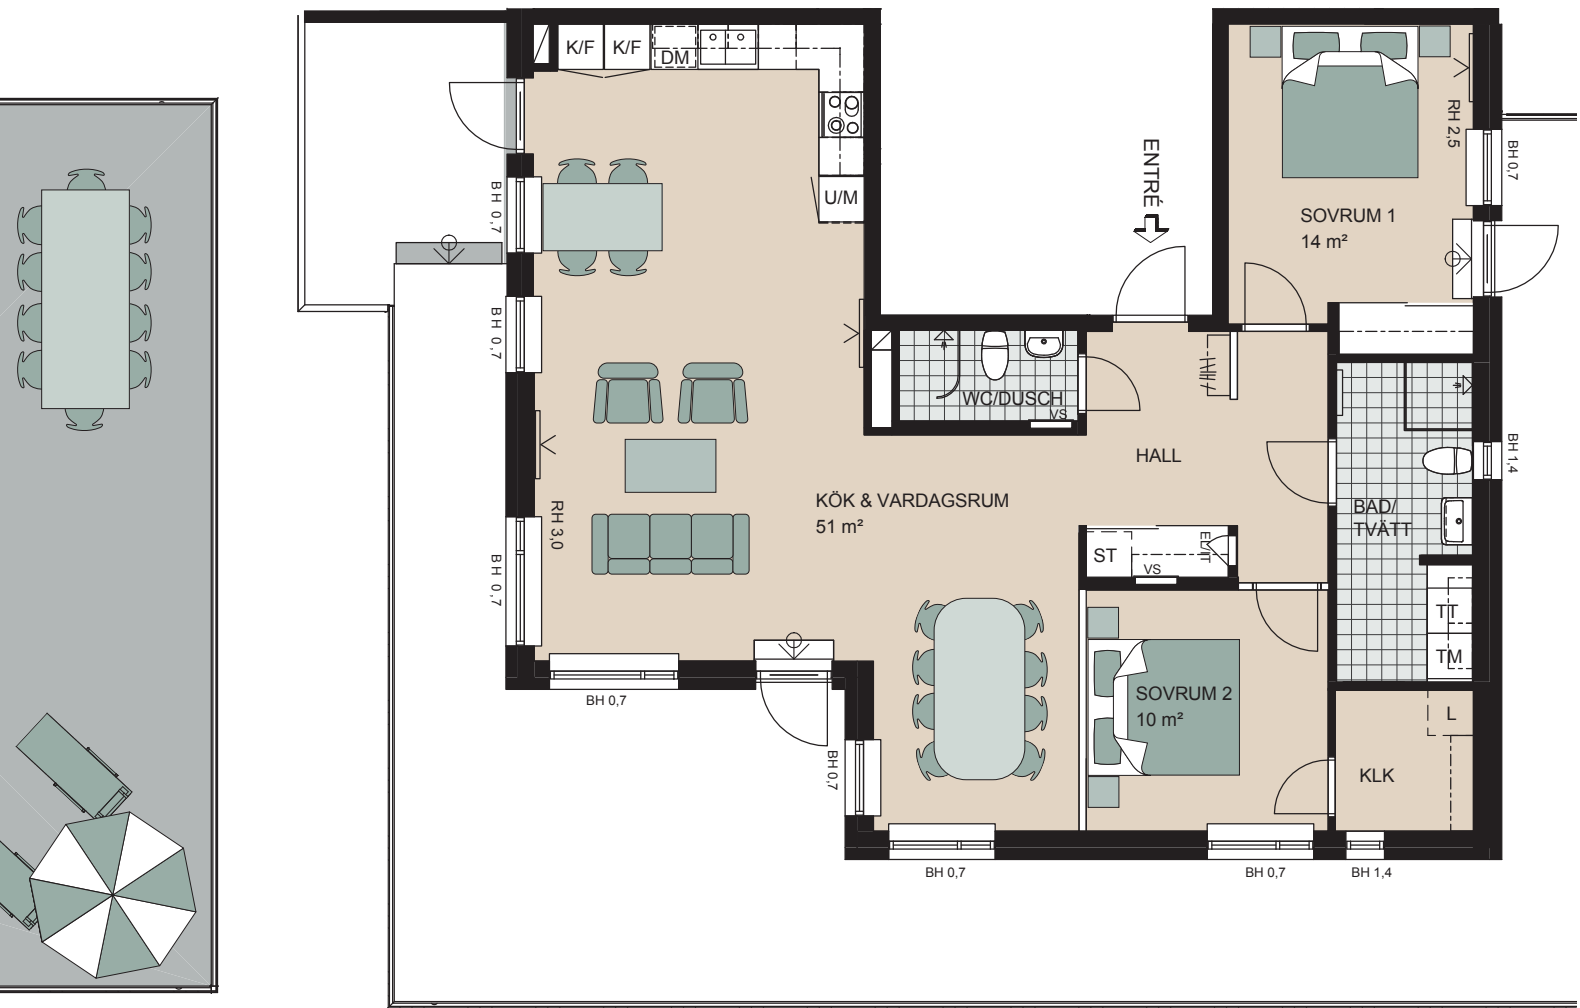 K/F
K/F
DM
U/M
ENTRÉ
RH 2,5
BH 0,7
SOVRUM 1
14 m²
BH 0,7
BH 0,7
WC/DUSCH
VS
HALL
BH 1,4
KÖK & VARDAGSRUM
51 m²
RH 3,0
BAD/
TVÄTT
ST
EL/IT
VS
BH 0,7
TT
TM
SOVRUM 2
10 m²
BH 0,7
L
BH 0,7
KLK
BH 0,7
BH 0,7
BH 1,4